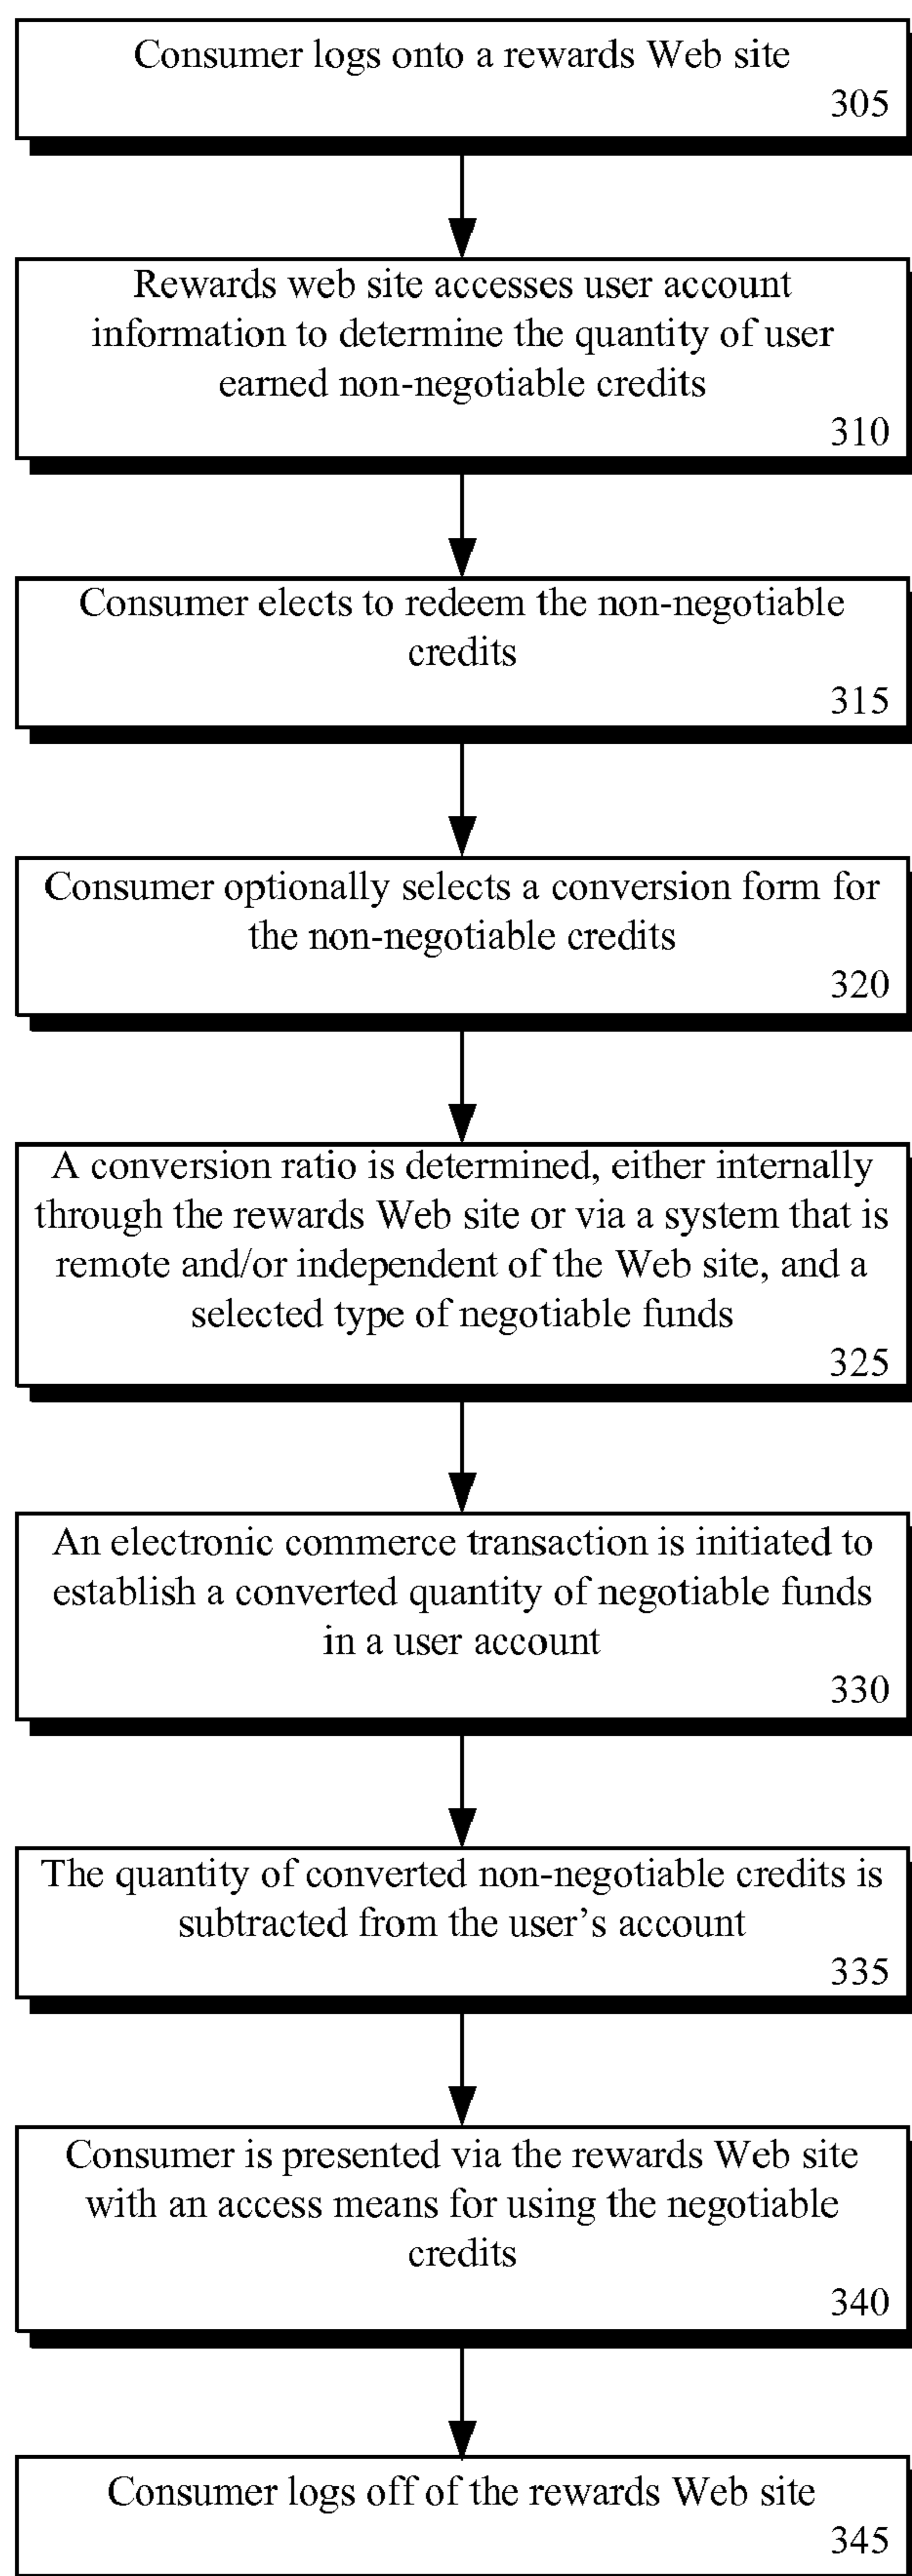 Consumer logs onto a rewards Web site
305
Rewards web site accesses user account
information to determine the quantity of user
earned non-negotiable credits
310
Consumer elects to redeem the non-negotiable
credits
315
Consumer optionally selects a conversion form for
the non-negotiable credits
320
A conversion ratio is determined, either internally
through the rewards Web site or via a system that is
remote and/or independent of the Web site, and a
selected type of negotiable funds
325
An electronic commerce transaction is initiated to
establish a converted quantity of negotiable funds
in a user account
330
The quantity of converted non-negotiable credits is
subtracted from the user’s account
335
Consumer is presented via the rewards Web site
with an access means for using the negotiable
credits
340
Consumer logs off of the rewards Web site
345